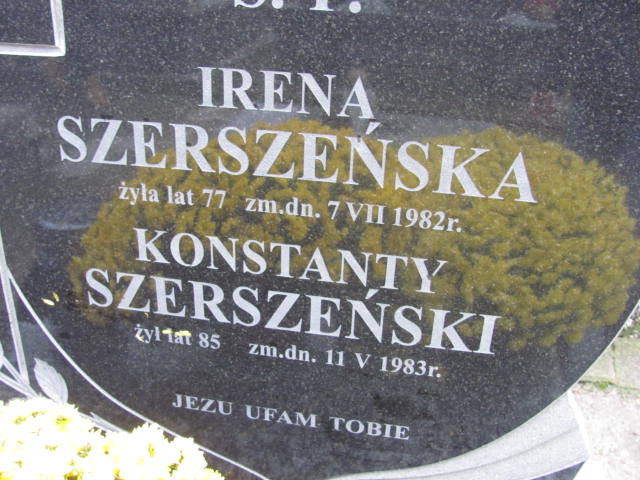 Ś. P.
IRENA
SZERSZEŃSKA
żyła lat 77 zm.dn. 7 VII 1982r.
KONSTANTY
SZERSZEŃSKI
żył lat 85 zm.dn. 11 V 1983r.
JEZU UFAM TOBIE